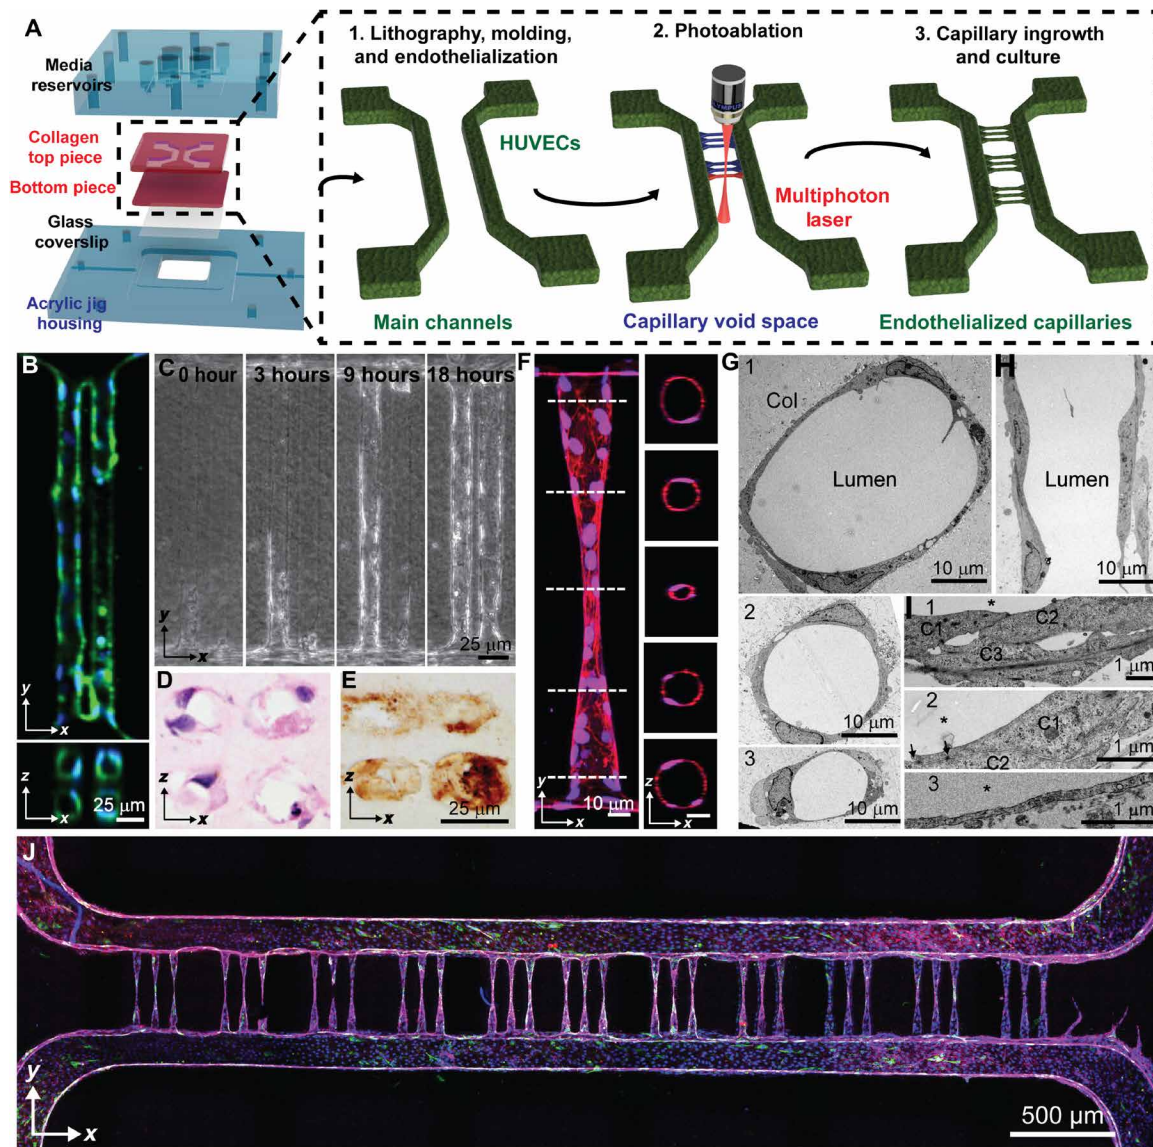 A
Media
reservoirs
Collagen
top piece
Bottom piece
Glass
coverslip
Acrylic jig
housing
1. Lithography, molding,
and endothelialization
2. Photoablation
3. Capillary ingrowth
and culture
HUVECs
Multiphoton
laser
Main channels
Capillary void space
Endothelialized capillaries
B
y
x
z
x
25 μm
C
0 hour
3 hours
9 hours
18 hours
y
x
25 μm
D
z
x
E
z
x
25 μm
F
y
x
10 μm
z
x
G
1
Col
Lumen
10 μm
2
10 μm
3
10 μm
H
Lumen
10 μm
I
1
*
C1
C2
C3
1 μm
2
*
C1
C2
1 μm
3
*
1 μm
J
y
x
500 μm